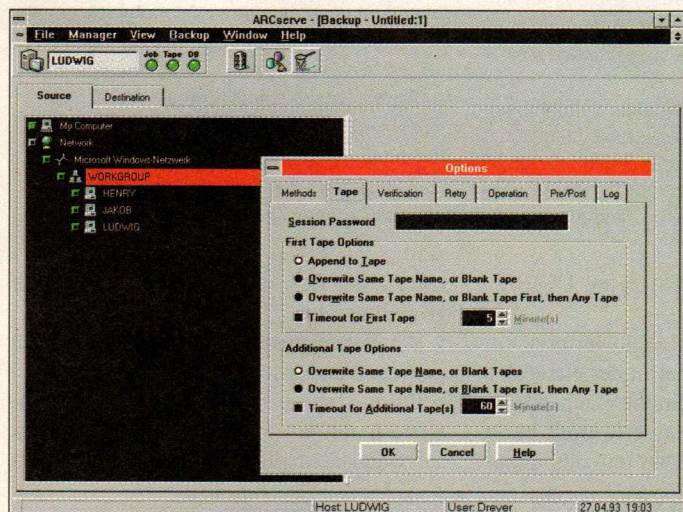 ARCserve - [Backup - Untitled:1]
File Manager View Backup Window Help
LUDWIG
Job Tape DB
Source Destination
My Computer
Network
Microsoft Windows-Netzwerk
WORKGROUP
HENRY
JAKOB
LUDWIG
Options
Methods Tape Verification Retry Operation Pre/Post Log
Session Password
First Tape Options
Append to Tape
Overwrite Same Tape Name, or Blank Tape
Overwrite Same Tape Name, or Blank Tape First, then Any Tape
Timeout for First Tape 5 Minute(s)
Additional Tape Options
Overwrite Same Tape Name, or Blank Tapes
Overwrite Same Tape Name, or Blank Tape First, then Any Tape
Timeout for Additional Tape(s) 60 Minute(s)
OK Cancel Help
Host LUDWIG User: Drever 27.04.93 19:03